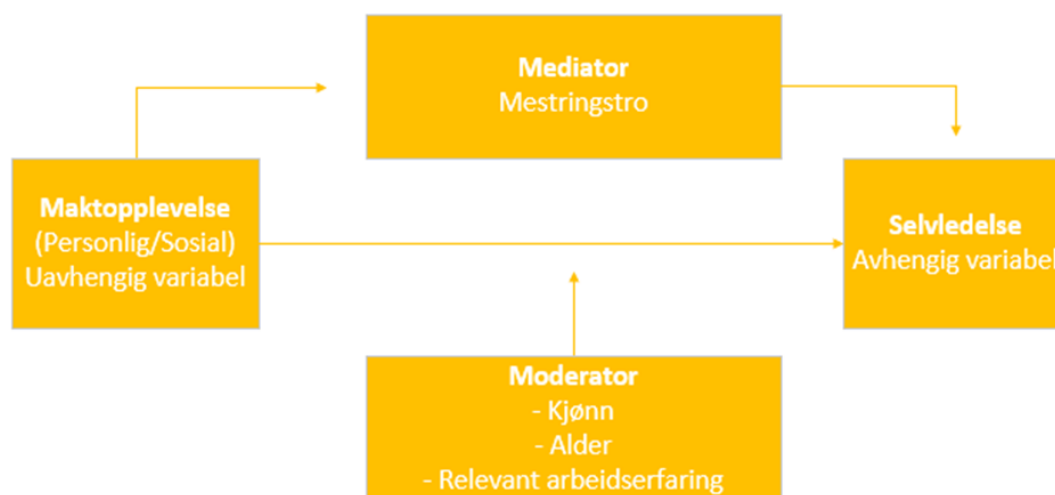 Mediator
Mestringstro
Maktopplevelse
(Personlig/Sosial)
Uavhengig variabel
Selvledelse
Avhengig variabel
Moderator
- Kjønn
- Alder
- Relevant arbeidserfaring